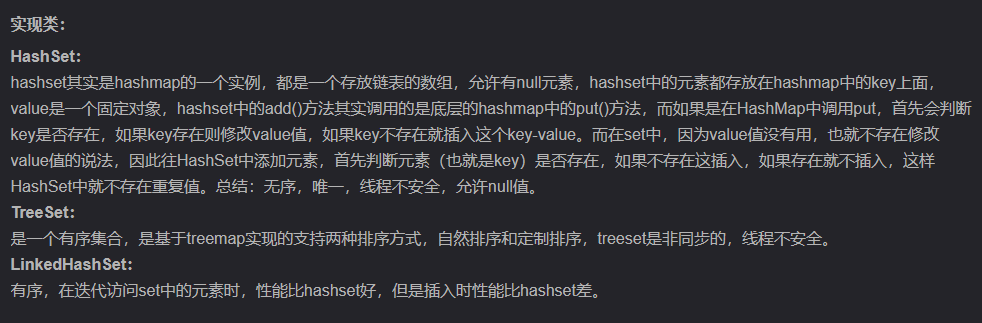 实现类：
HashSet：
hashset其实是hashmap的一个实例，都是一个存放链表的数组，允许有null元素，hashset中的元素都存放在hashmap中的key上面，
value是一个固定对象，hashset中的add()方法其实调用的是底层的hashmap中的put()方法，而如果是在HashMap中调用put，首先会判断
key是否存在，如果key存在则修改value值，如果key不存在就插入这个key-value。而在set中，因为value值没有用，也就不存在修改
value值的说法，因此往HashSet中添加元素，首先判断元素（也就是key）是否存在，如果不存在这插入，如果存在就不插入，这样
HashSet中就不存在重复值。总结：无序，唯一，线程不安全，允许null值。
TreeSet：
是一个有序集合，是基于treemap实现的支持两种排序方式，自然排序和定制排序，treeset是非同步的，线程不安全。
LinkedHashSet：
有序，在迭代访问set中的元素时，性能比hashset好，但是插入时性能比hashset差。